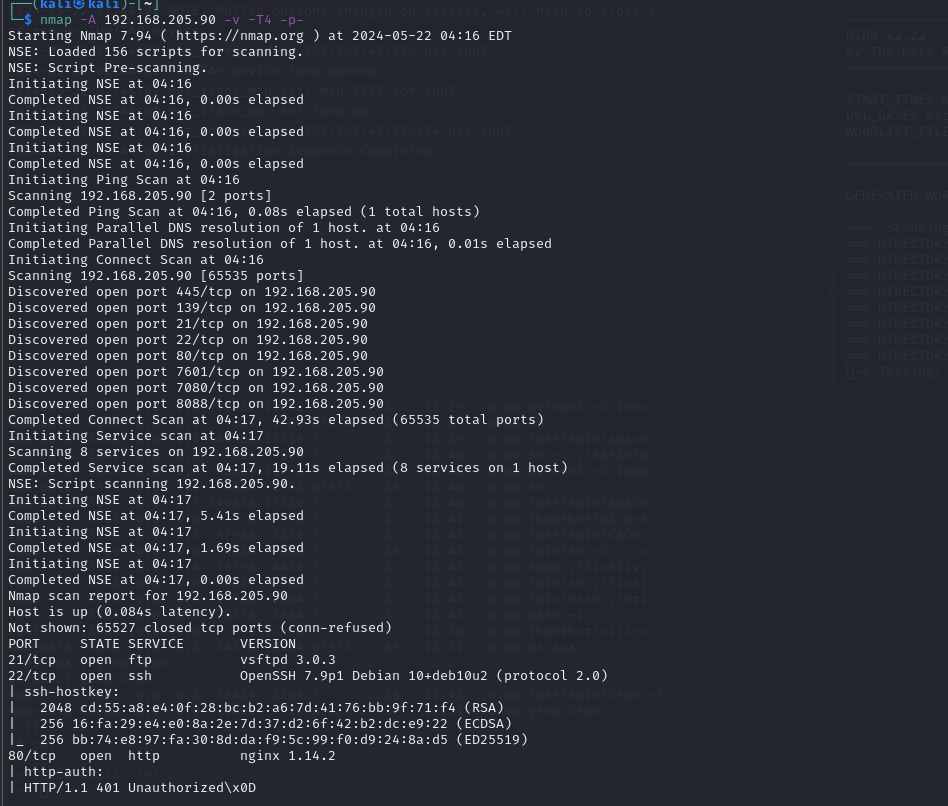 ┌──(kali㉿kali)-[~]
└─$ nmap -A 192.168.205.90 -v -T4 -p-
Starting Nmap 7.94 ( https://nmap.org ) at 2024-05-22 04:16 EDT
NSE: Loaded 156 scripts for scanning.
NSE: Script Pre-scanning.
Initiating NSE at 04:16
Completed NSE at 04:16, 0.00s elapsed
Initiating NSE at 04:16
Completed NSE at 04:16, 0.00s elapsed
Initiating NSE at 04:16
Completed NSE at 04:16, 0.00s elapsed
Initiating Ping Scan at 04:16
Scanning 192.168.205.90 [2 ports]
Completed Ping Scan at 04:16, 0.08s elapsed (1 total hosts)
Initiating Parallel DNS resolution of 1 host. at 04:16
Completed Parallel DNS resolution of 1 host. at 04:16, 0.01s elapsed
Initiating Connect Scan at 04:16
Scanning 192.168.205.90 [65535 ports]
Discovered open port 445/tcp on 192.168.205.90
Discovered open port 139/tcp on 192.168.205.90
Discovered open port 21/tcp on 192.168.205.90
Discovered open port 22/tcp on 192.168.205.90
Discovered open port 80/tcp on 192.168.205.90
Discovered open port 7601/tcp on 192.168.205.90
Discovered open port 7080/tcp on 192.168.205.90
Discovered open port 8088/tcp on 192.168.205.90
Completed Connect Scan at 04:17, 42.93s elapsed (65535 total ports)
Initiating Service scan at 04:17
Scanning 8 services on 192.168.205.90
Completed Service scan at 04:17, 19.11s elapsed (8 services on 1 host)
NSE: Script scanning 192.168.205.90.
Initiating NSE at 04:17
Completed NSE at 04:17, 5.41s elapsed
Initiating NSE at 04:17
Completed NSE at 04:17, 1.69s elapsed
Initiating NSE at 04:17
Completed NSE at 04:17, 0.00s elapsed
Nmap scan report for 192.168.205.90
Host is up (0.084s latency).
Not shown: 65527 closed tcp ports (conn-refused)
PORT     STATE SERVICE     VERSION
21/tcp   open  ftp         vsftpd 3.0.3
22/tcp   open  ssh         OpenSSH 7.9p1 Debian 10+deb10u2 (protocol 2.0)
| ssh-hostkey:
|   2048 cd:55:a8:e4:0f:28:bc:b2:a6:7d:41:76:bb:9f:71:f4 (RSA)
|   256 16:fa:29:e4:e0:8a:2e:7d:37:d2:6f:42:b2:dc:e9:22 (ECDSA)
|_  256 bb:74:e8:97:fa:30:8d:da:f9:5c:99:f0:d9:24:8a:d5 (ED25519)
80/tcp   open  http        nginx 1.14.2
| http-auth:
| HTTP/1.1 401 Unauthorized\x0D